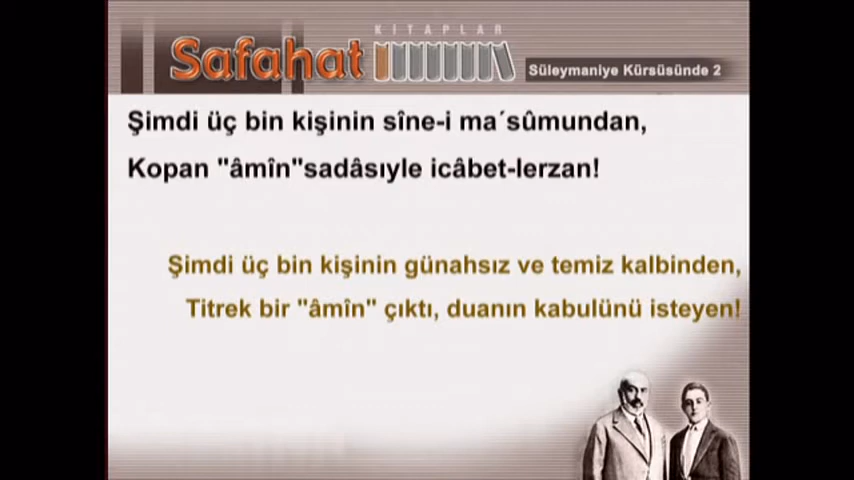 KİTAPLAR
Safahat
Süleymaniye Kürsüsünde 2
Şimdi üç bin kişinin sîne-i ma´sûmundan,
Kopan "âmîn"sadâsıyle icâbet-lerzan!
Şimdi üç bin kişinin günahsız ve temiz kalbinden,
Titrek bir "âmîn" çıktı, duanın kabulünü isteyen!